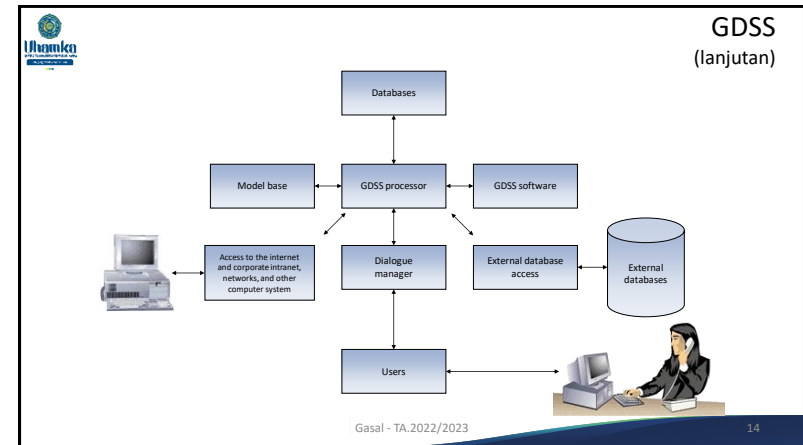 Uhamka
GDSS
(lanjutan)
Databases
Model base
GDSS processor
GDSS software
Access to the internet
and corporate intranet,
networks, and other
computer system
Dialogue
manager
External database
access
External
databases
Users
Gasal - TA.2022/2023
14